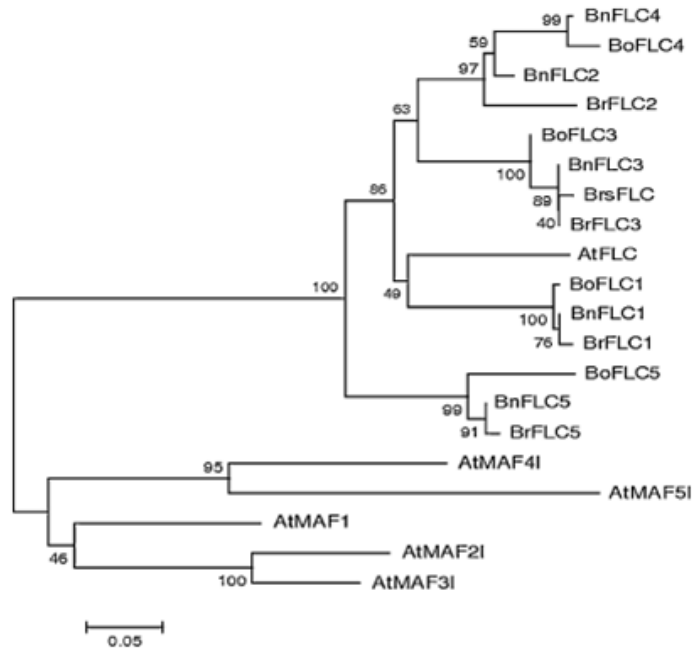 99 BnFLC4
59 BoFLC4
97 BnFLC2
BrFLC2
63
BoFLC3
100 BnFLC3
86 89 BrsFLC
40 BrFLC3
AtFLC
100 49 BoFLC1
100 BnFLC1
76 BrFLC1
BoFLC5
99 BnFLC5
91 BrFLC5
95 AtMAF4I
AtMAF5I
AtMAF1
46 AtMAF2I
100 AtMAF3I
0.05